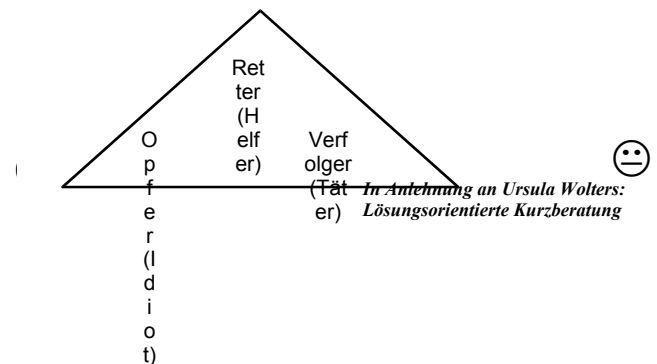 Ret
ter
(H
elf
er)
O
p
f
e
r
(I
d
i
o
t)
Verf
olger
(Tät
er)
In Anlehnung an Ursula Wolters:
Lösungsorientierte Kurzberatung